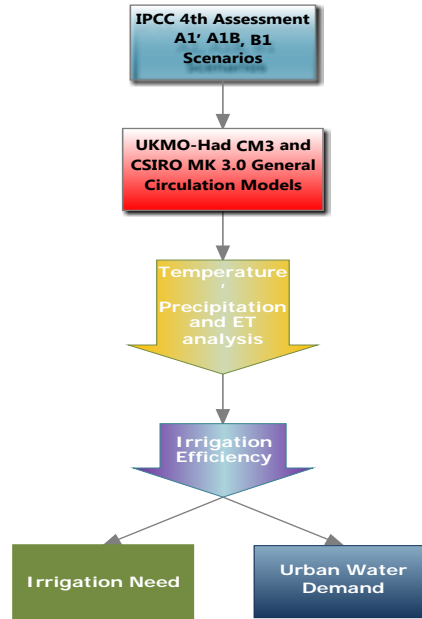 IPCC 4th Assessment
A1' A1B, B1
Scenarios
UKMO-Had CM3 and
CSIRO MK 3.0 General
Circulation Models
Temperature
,
Precipitation
and ET
analysis
Irrigation
Efficiency
Irrigation Need
Urban Water
Demand